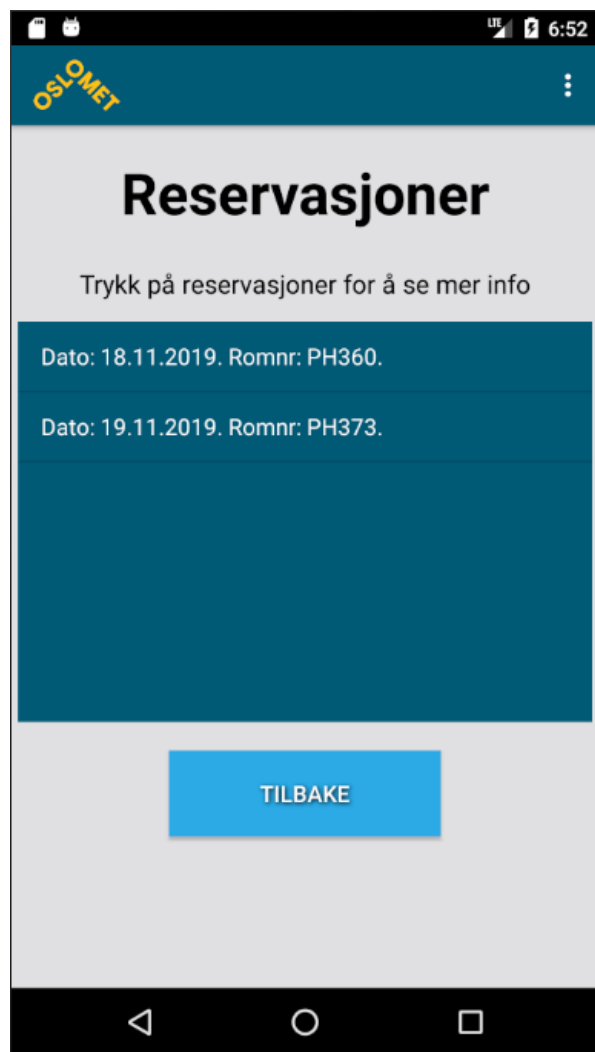 LTE 6:52
OSLOMET
Reservasjoner
Trykk på reservasjoner for å se mer info
Dato: 18.11.2019. Romnr: PH360.
Dato: 19.11.2019. Romnr: PH373.
TILBAKE